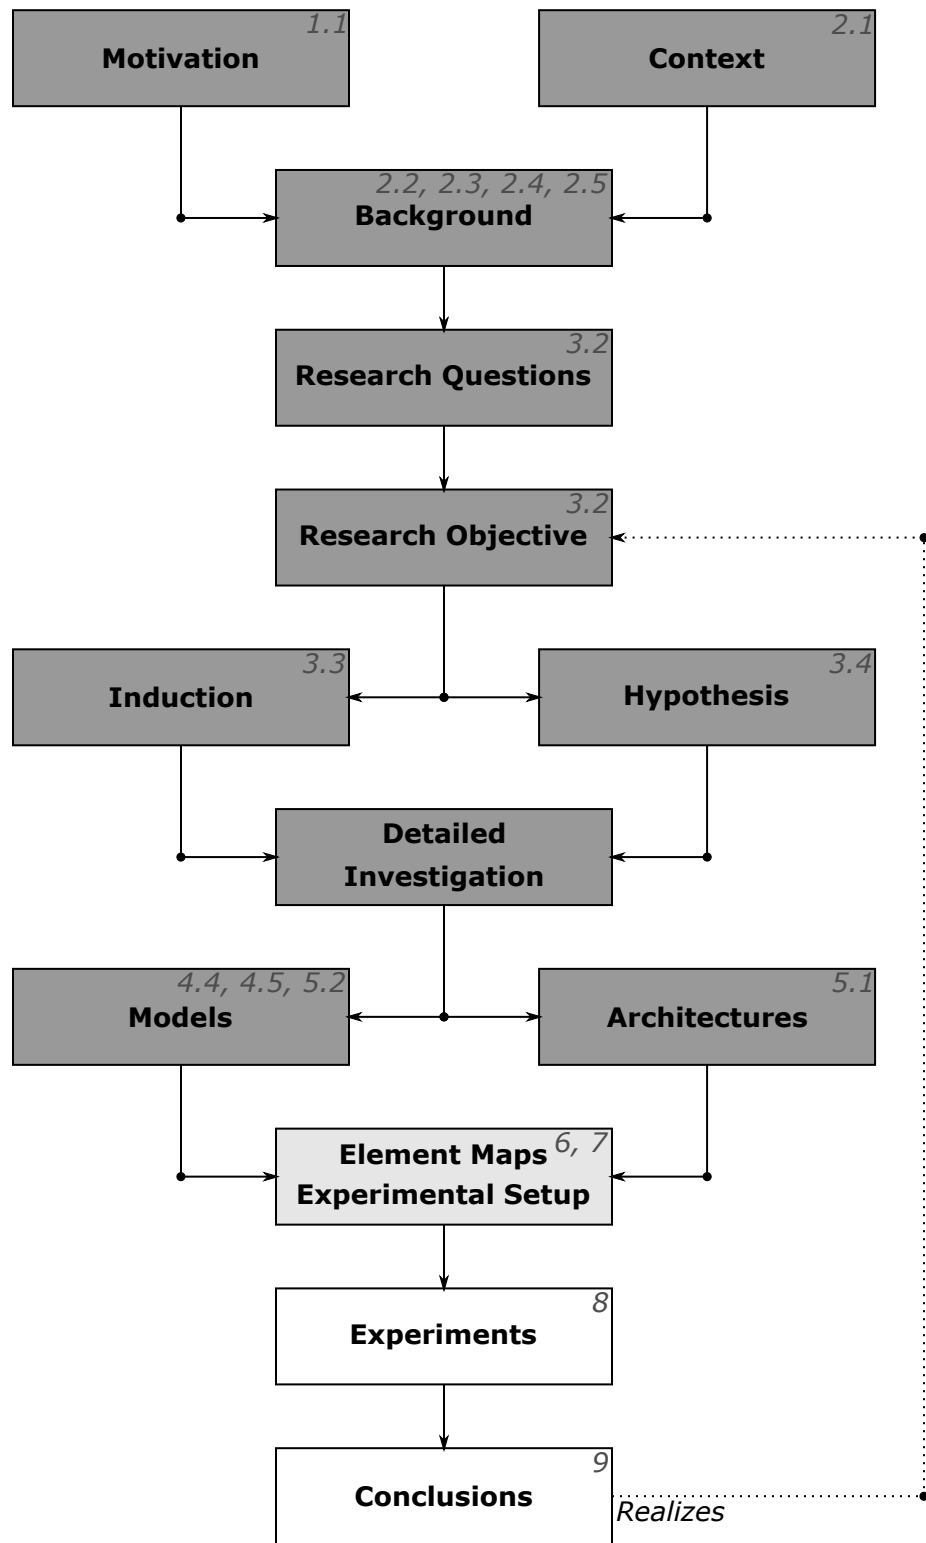 1.1
Motivation
2.1
Context
2.2, 2.3, 2.4, 2.5
Background
3.2
Research Questions
3.2
Research Objective
3.3
Induction
3.4
Hypothesis
Detailed
Investigation
4.4, 4.5, 5.2
Models
5.1
Architectures
6, 7
Element Maps
Experimental Setup
8
Experiments
9
Conclusions
Realizes